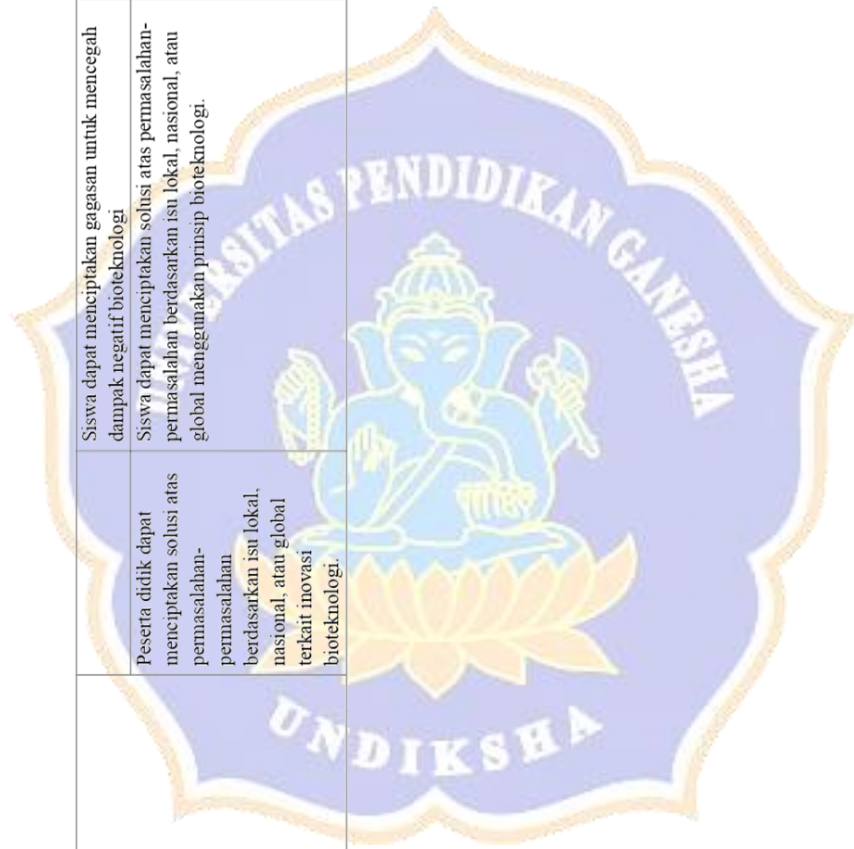 Siswa dapat menciptakan gagasan untuk mencegah
dampak negatif bioteknologi
Peserta didik dapat
menciptakan solusi atas
permasalahan-
permasalahan
berdasarkan isu lokal,
nasional, atau global
terkait inovasi
bioteknologi.
Siswa dapat menciptakan solusi atas permasalahan-
permasalahan berdasarkan isu lokal, nasional, atau
global menggunakan prinsip bioteknologi.
UNIVERSITAS PENDIDIKAN GANESHA
UNDIKSHA